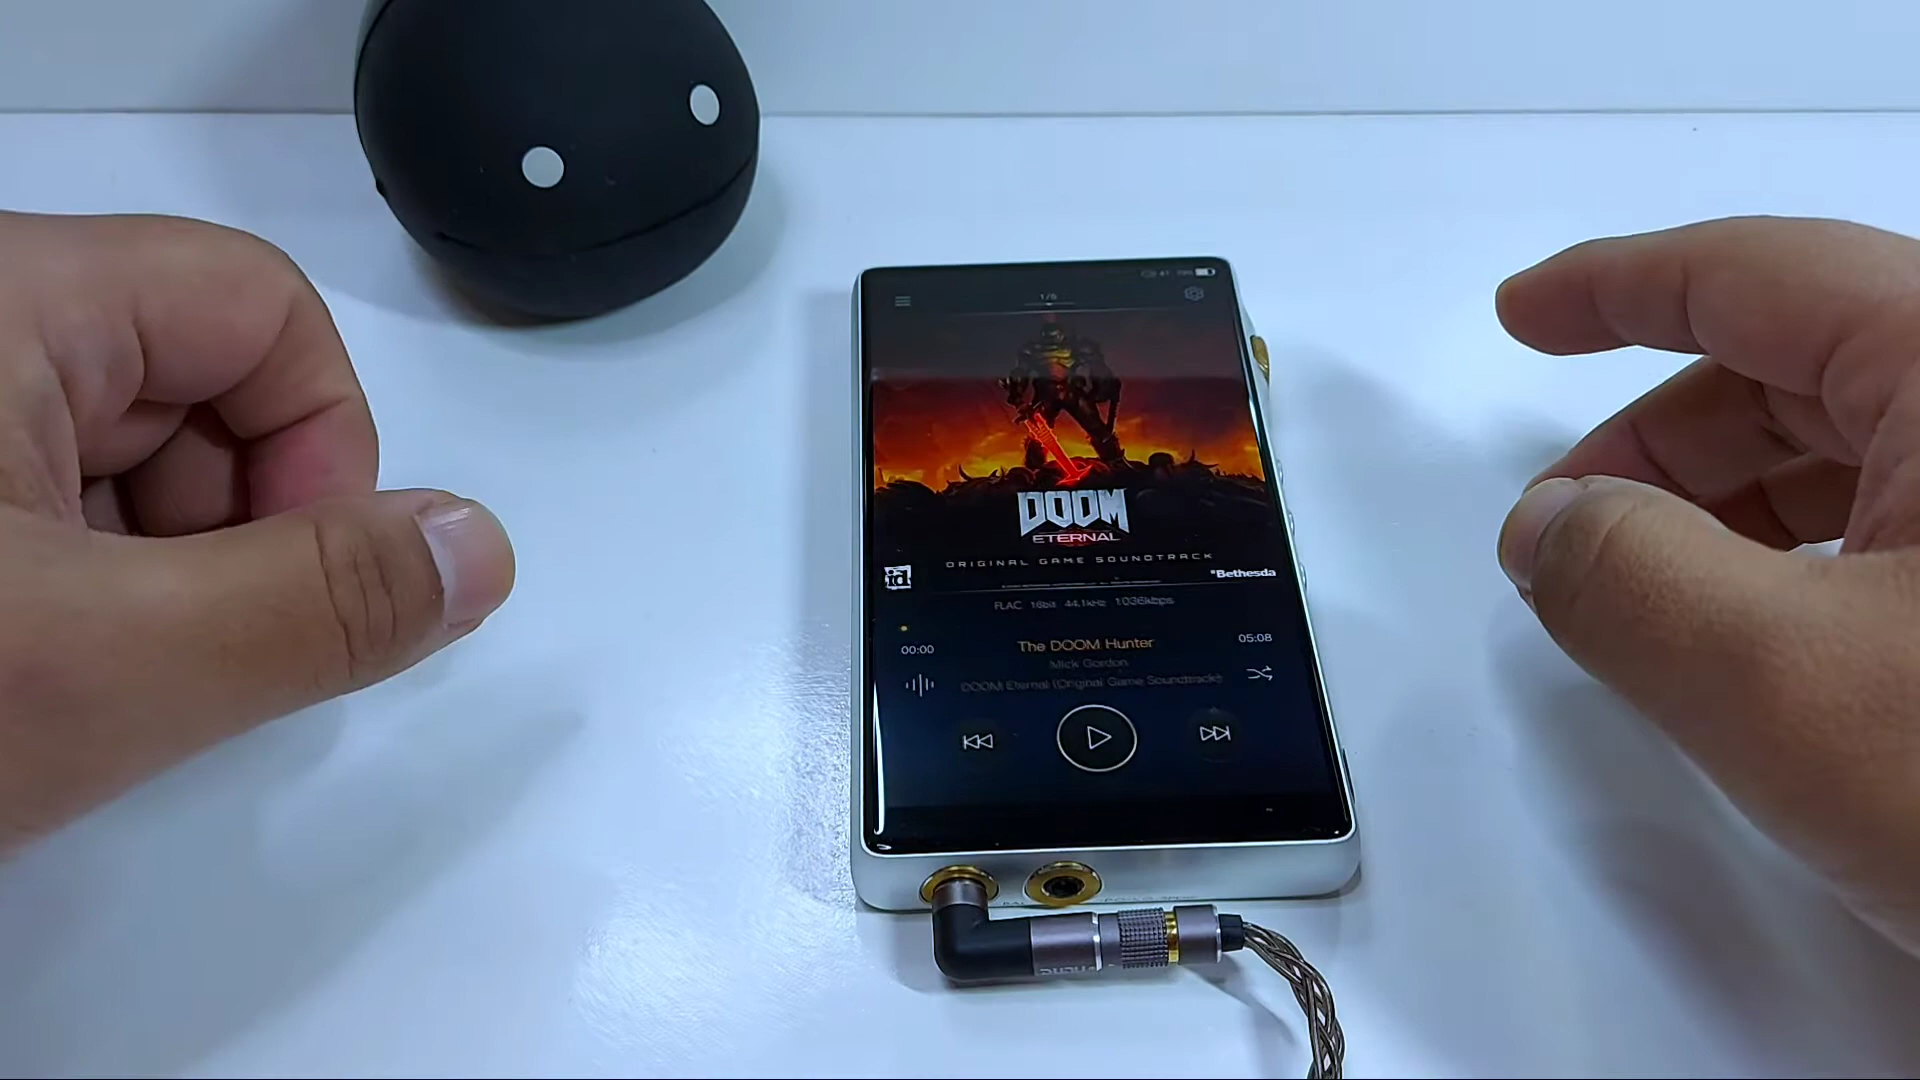 1/5
DOOM
ETERNAL
ORIGINAL GAME SOUNDTRACK
id
Bethesda
FLAC 16bit 44.1kHz 1036kbps
00:00
The DOOM Hunter
05:08
Mick Gordon
DOOM Eternal (Original Game Soundtrack)